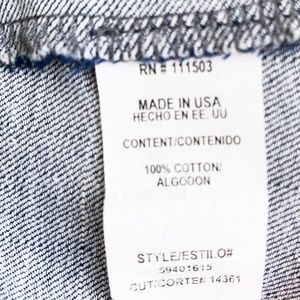 RN # 111503
MADE IN USA
HECHO EN EE. UU
CONTENT/CONTENIDO
100% COTTON/
ALGODON
STYLE/ESTILO#
59401615
CUT/CORTE# 14361